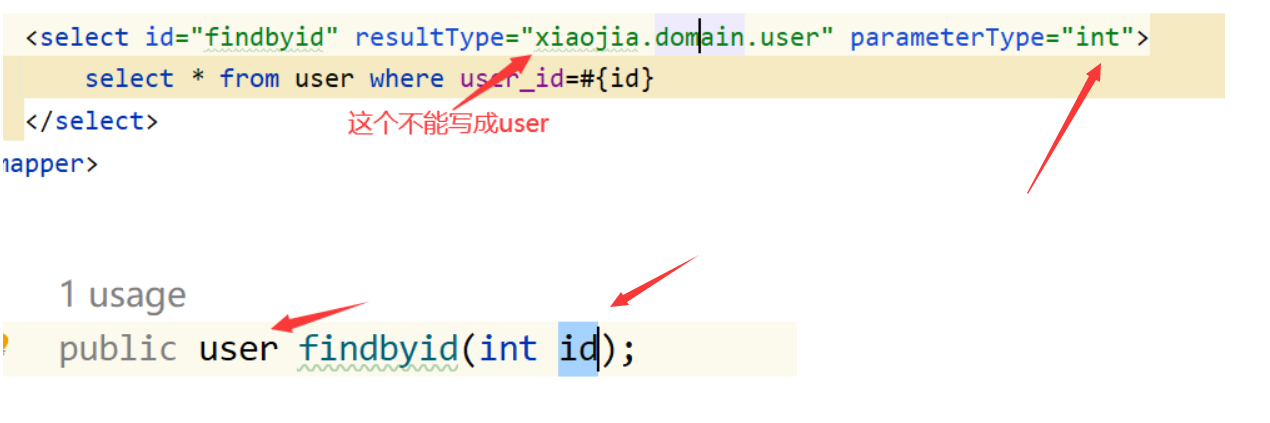 <select id="findbyid" resultType="xiaojia.domain.user" parameterType="int">
select * from user where user_id=#{id}
</select>
这个不能写成user
mapper>
1 usage
public user findbyid(int id);